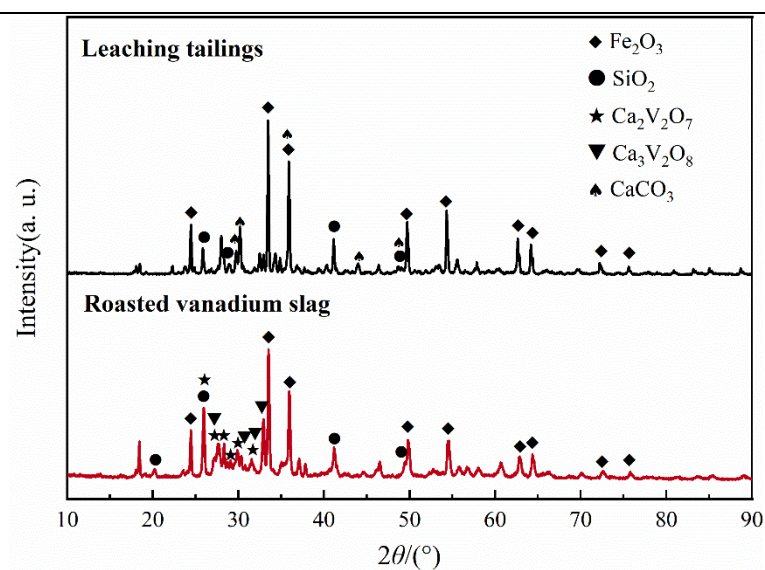 Leaching tailings
◆ Fe₂O₃
● SiO₂
★ Ca₂V₂O₇
▼ Ca₃V₂O₈
♠ CaCO₃
Intensity(a. u.)
Roasted vanadium slag
10 20 30 40 50 60 70 80 90
2θ/(°)